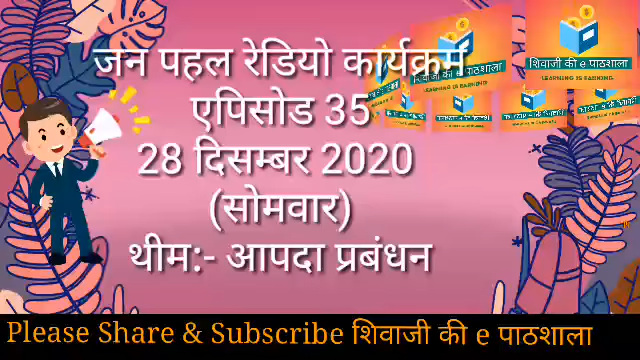 जन पहल रेडियो कार्यक्रम
एपिसोड 35
28 दिसम्बर 2020
(सोमवार)
थीम:- आपदा प्रबंधन
शिवाजी की e पाठशाला
LEARNING IS EARNING
शिवाजी की e पाठशाला
Please Share & Subscribe शिवाजी की e पाठशाला